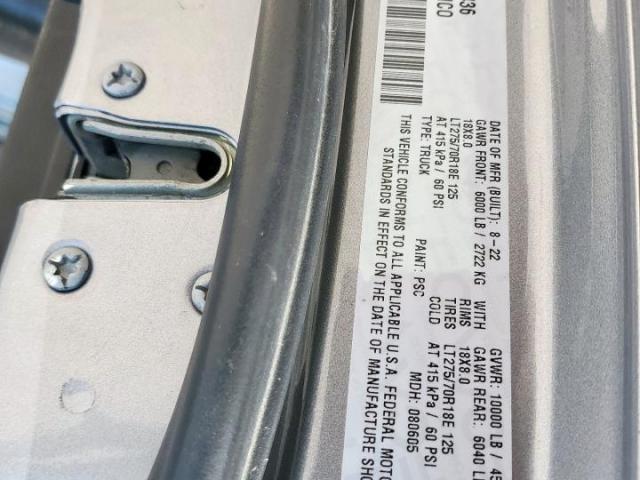 36
ICO
DATE OF MFR (BUILT): 8-22 GVWR: 10000 LB / 45
GAWR FRONT: 6000 LB / 2722 KG WITH GAWR REAR: 6040 L
18X8.0 RIMS 18X8.0
LT275/70R18E 125 TIRES LT275/70R18E 125
AT 415 kPa / 60 PSI COLD AT 415 kPa / 60 PSI
TYPE: TRUCK PAINT: PSC MDH: 080605
THIS VEHICLE CONFORMS TO ALL APPLICABLE U.S.A. FEDERAL MOTO
STANDARDS IN EFFECT ON THE DATE OF MANUFACTURE SHO